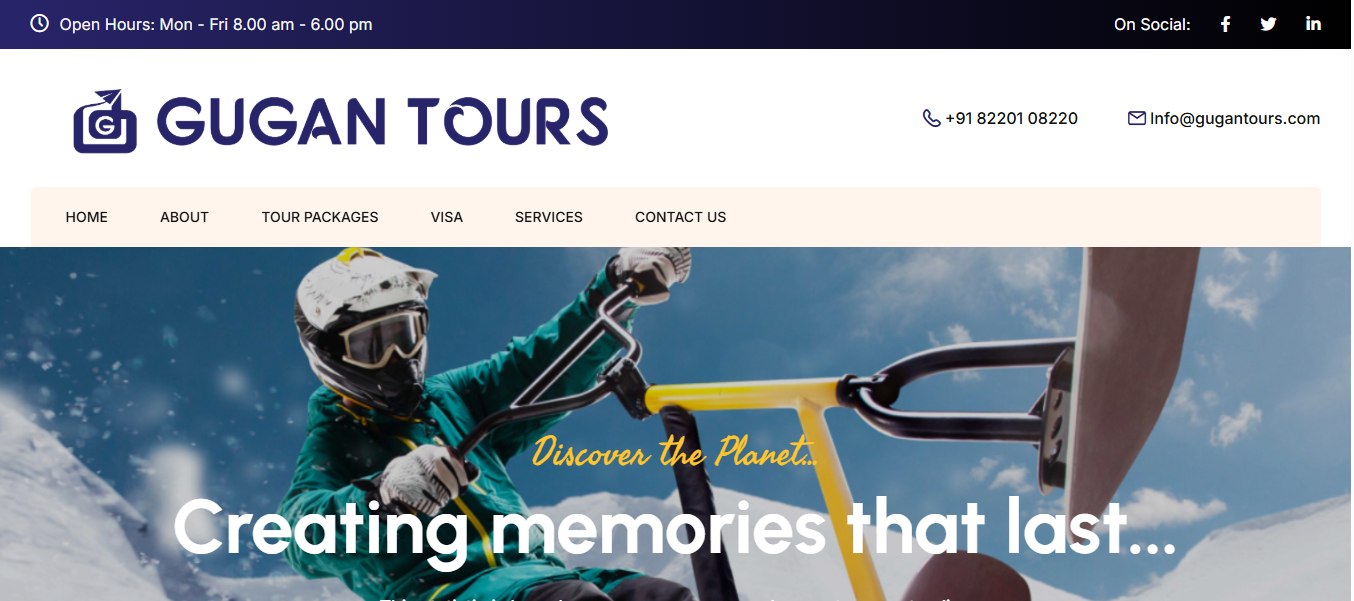 Open Hours: Mon - Fri 8.00 am - 6.00 pm
On Social:
G GUGAN TOURS
+91 82201 08220
Info@gugantours.com
HOME ABOUT TOUR PACKAGES VISA SERVICES CONTACT US
Discover the Planet...
Creating memories that last...